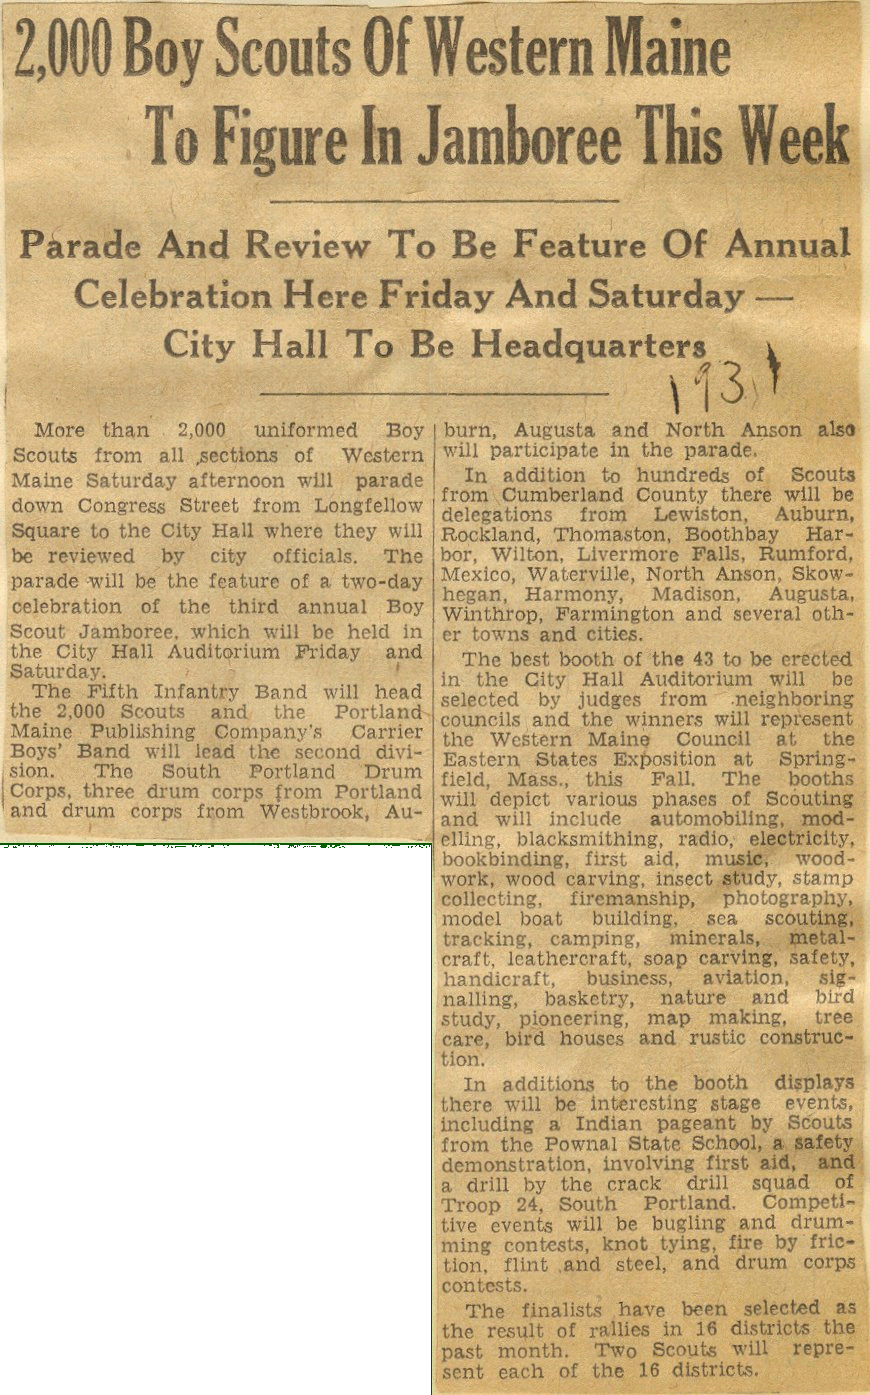 2,000 Boy Scouts Of Western Maine
To Figure In Jamboree This Week
Parade And Review To Be Feature Of Annual
Celebration Here Friday And Saturday —
City Hall To Be Headquarters
1931
More than 2,000 uniformed Boy
Scouts from all sections of Western
Maine Saturday afternoon will parade
down Congress Street from Longfellow
Square to the City Hall where they will
be reviewed by city officials. The
parade will be the feature of a two-day
celebration of the third annual Boy
Scout Jamboree, which will be held in
the City Hall Auditorium Friday and
Saturday.
The Fifth Infantry Band will head
the 2,000 Scouts and the Portland
Maine Publishing Company's Carrier
Boys' Band will lead the second divi-
sion. The South Portland Drum
Corps, three drum corps from Portland
and drum corps from Westbrook, Au-
burn, Augusta and North Anson also
will participate in the parade.
In addition to hundreds of Scouts
from Cumberland County there will be
delegations from Lewiston, Auburn,
Rockland, Thomaston, Boothbay Har-
bor, Wilton, Livermore Falls, Rumford,
Mexico, Waterville, North Anson, Skow-
hegan, Harmony, Madison, Augusta,
Winthrop, Farmington and several oth-
er towns and cities.
The best booth of the 43 to be erected
in the City Hall Auditorium will be
selected by judges from neighboring
councils and the winners will represent
the Western Maine Council at the
Eastern States Exposition at Spring-
field, Mass., this Fall. The booths
will depict various phases of Scouting
and will include automobiling, mod-
elling, blacksmithing, radio, electricity,
bookbinding, first aid, music, wood-
work, wood carving, insect study, stamp
collecting, firemanship, photography,
model boat building, sea scouting,
tracking, camping, minerals, metal-
craft, leathercraft, soap carving, safety,
handicraft, business, aviation, sig-
nalling, basketry, nature and bird
study, pioneering, map making, tree
care, bird houses and rustic construc-
tion.
In additions to the booth displays
there will be interesting stage events,
including a Indian pageant by Scouts
from the Pownal State School, a safety
demonstration, involving first aid, and
a drill by the crack drill squad of
Troop 24, South Portland. Competi-
tive events will be bugling and drum-
ming contests, knot tying, fire by fric-
tion, flint and steel, and drum corps
contests.
The finalists have been selected as
the result of rallies in 16 districts the
past month. Two Scouts will repre-
sent each of the 16 districts.